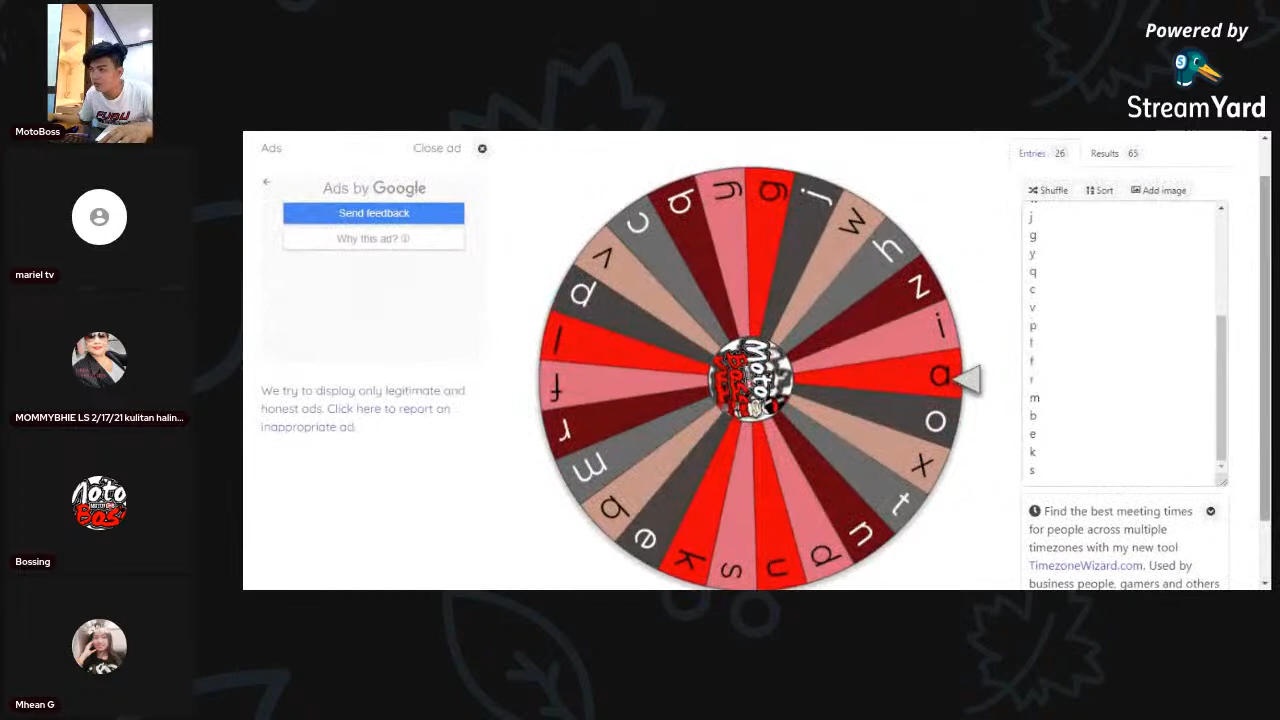 Powered by
StreamYard
MotoBoss
mariel tv
MOMMYBHIE LS 2/17/21 kulitan halin...
Bossing
Mhean G
Ads
Close ad
Ads by Google
Send feedback
Why this ad?
We try to display only legitimate and
honest ads. Click here to report an
inappropriate ad.
g
j
w
h
z
i
a
o
x
t
n
d
u
s
k
e
b
m
r
f
l
p
v
c
q
y
Moto
Entries 26
Results 65
Shuffle
Sort
Add image
j
g
y
q
c
v
p
l
f
r
m
b
e
k
s
Find the best meeting times
for people across multiple
timezones with my new tool
TimezoneWizard.com. Used by
business people, gamers and others